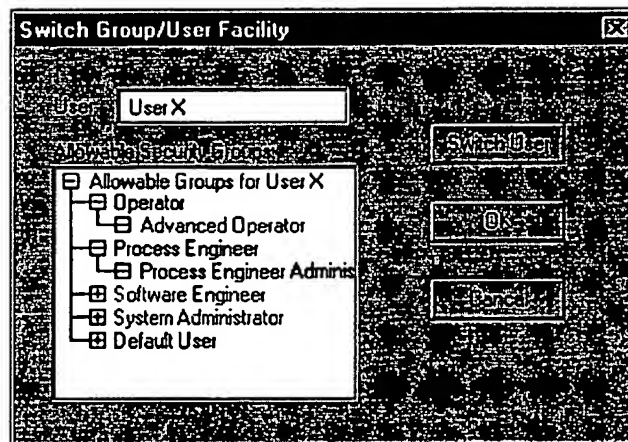 Switch Group/User Facility
User: User X
Allowable Security Groups:
Switch User
Allowable Groups for User X
Operator
Advanced Operator
OK
Process Engineer
Process Engineer Adminis
Software Engineer
Cancel
System Administrator
Default User